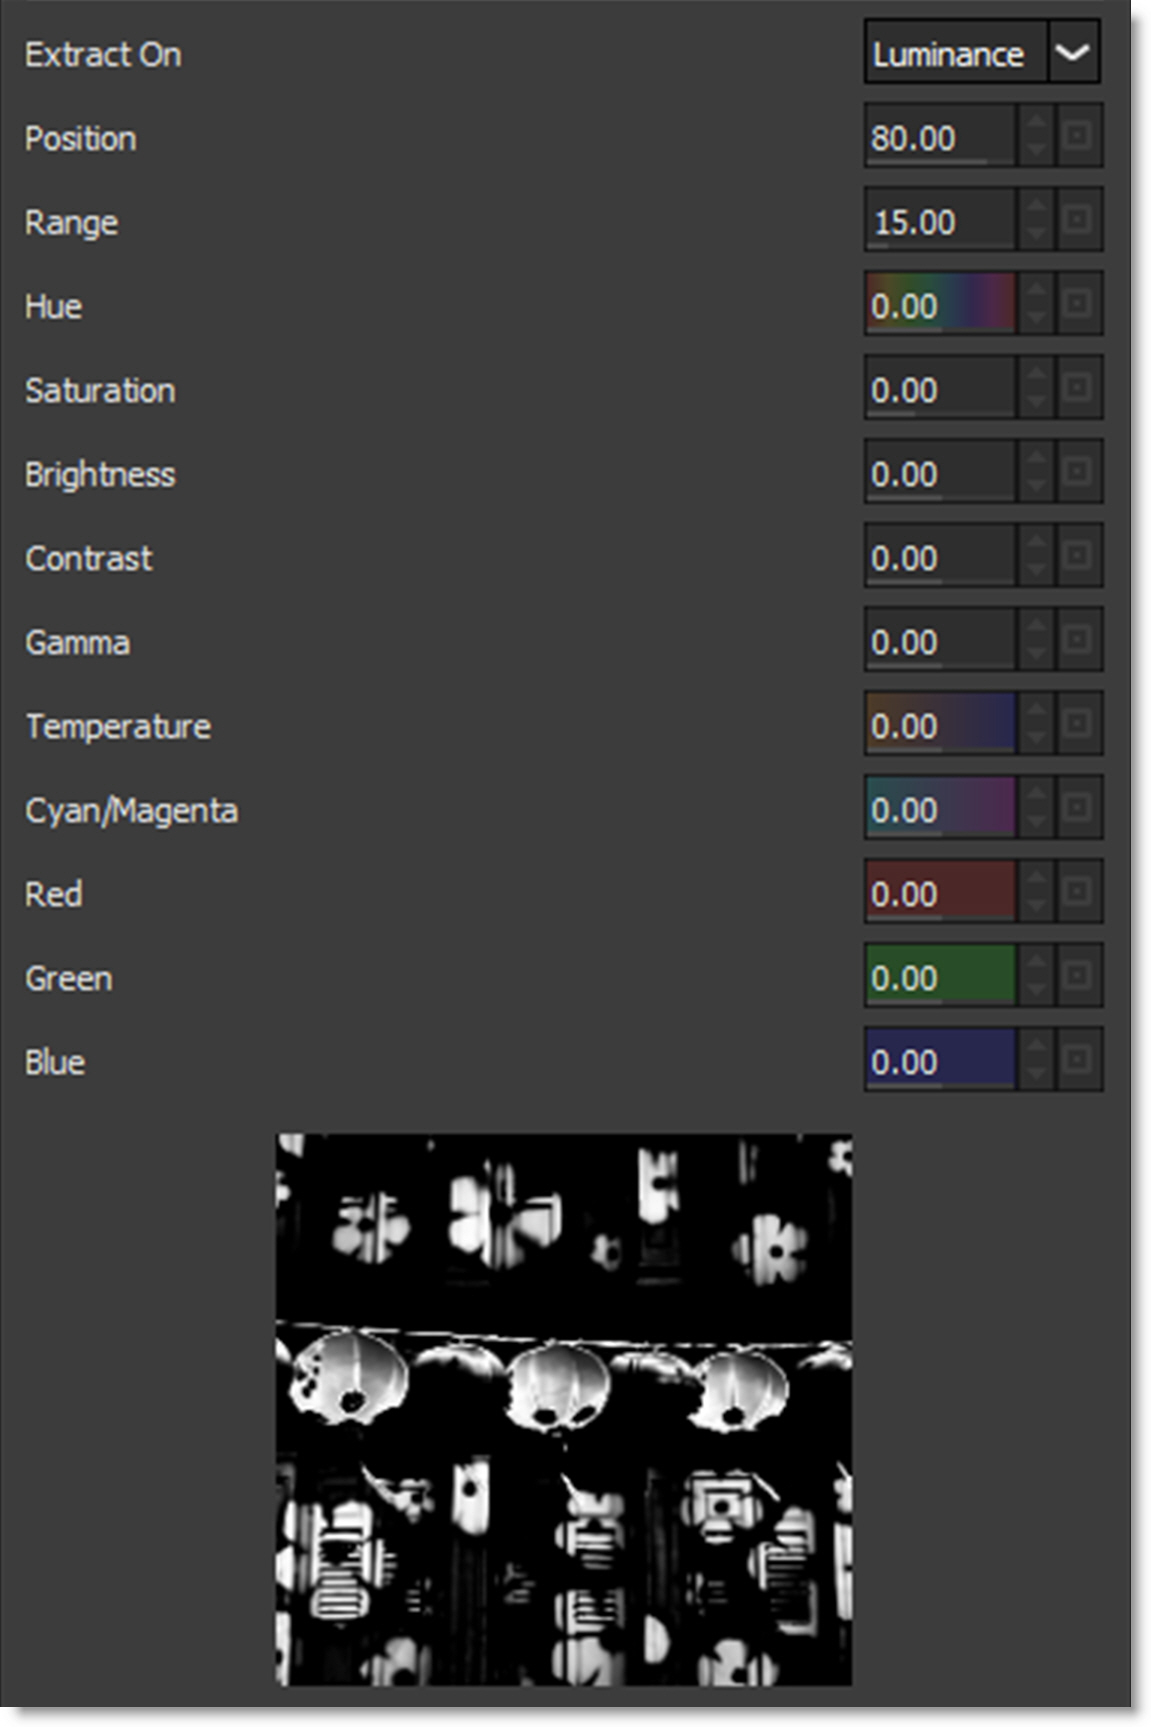 Extract On Luminance
Position 80.00
Range 15.00
Hue 0.00
Saturation 0.00
Brightness 0.00
Contrast 0.00
Gamma 0.00
Temperature 0.00
Cyan/Magenta 0.00
Red 0.00
Green 0.00
Blue 0.00